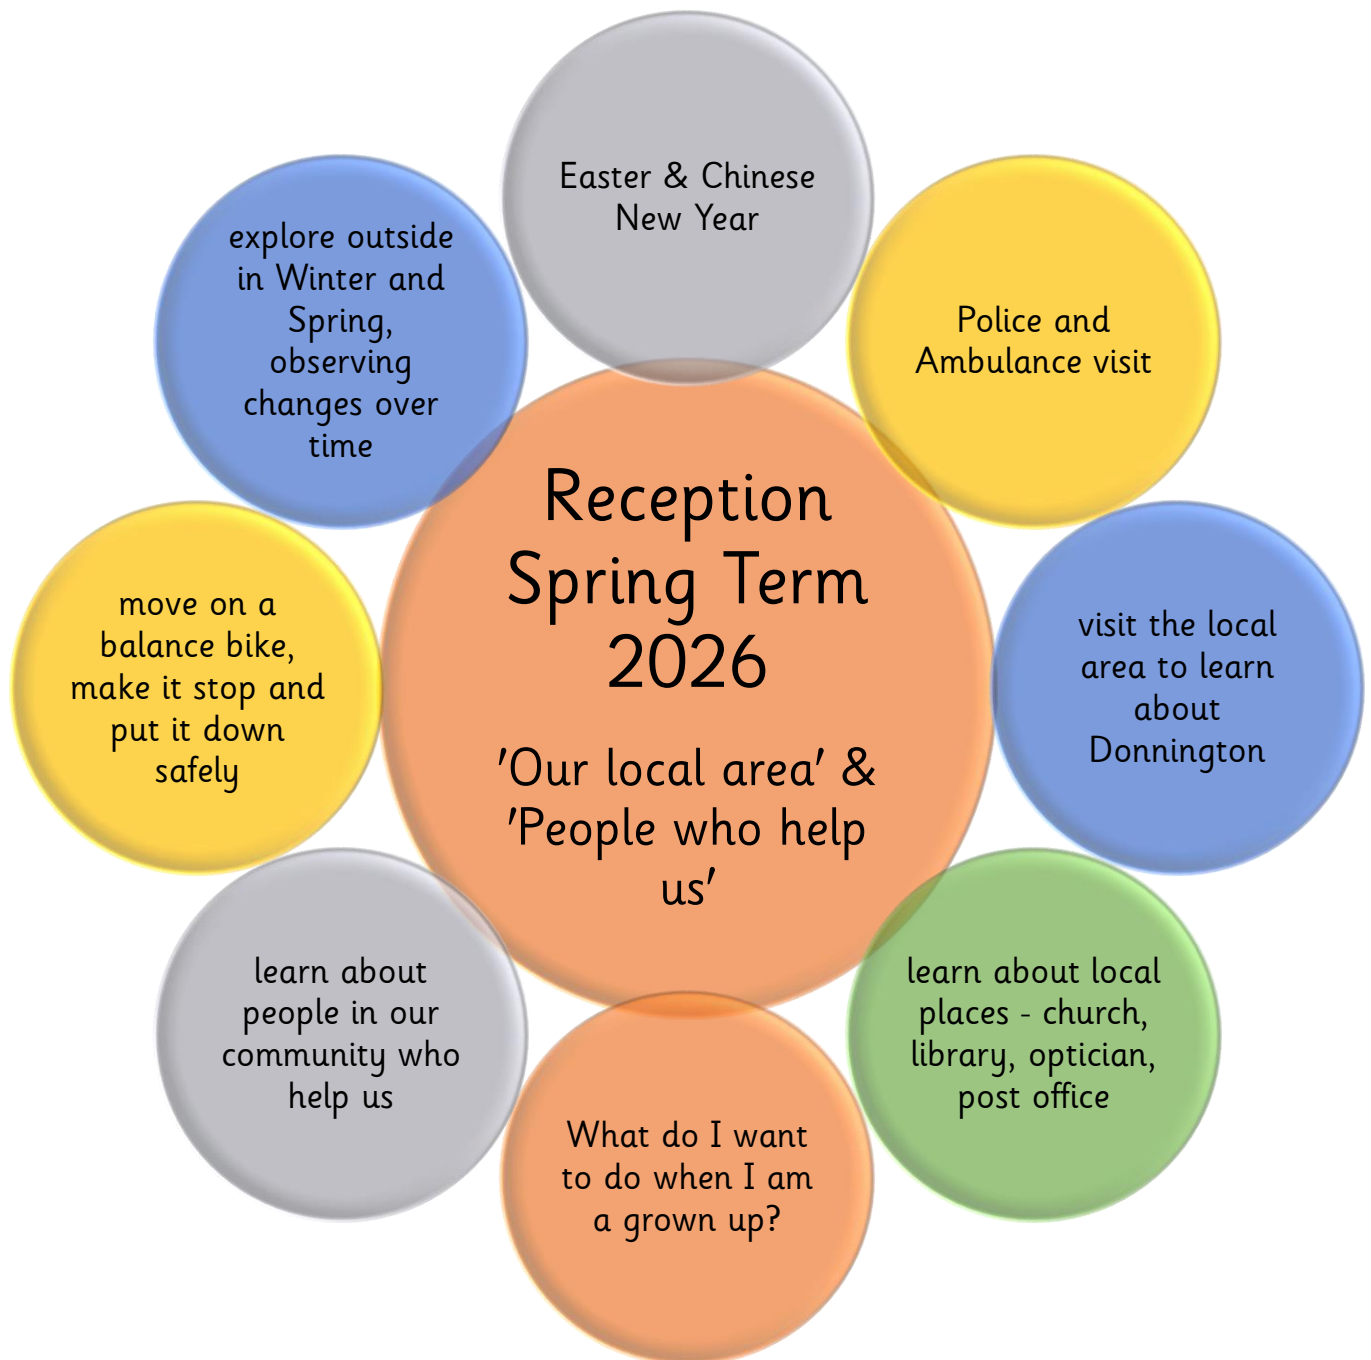 Easter & Chinese
New Year
Police and
Ambulance visit
visit the local
area to learn
about
Donnington
learn about local
places - church,
library, optician,
post office
What do I want
to do when I am
a grown up?
learn about
people in our
community who
help us
move on a
balance bike,
make it stop and
put it down
safely
explore outside
in Winter and
Spring,
observing
changes over
time
Reception
Spring Term
2026
'Our local area' &
'People who help
us'